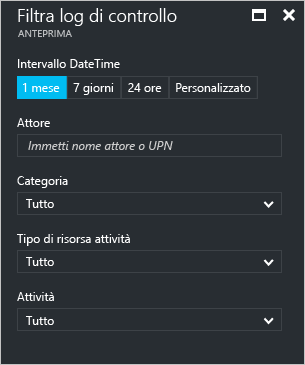 Filtra log di controllo
ANTEPRIMA
Intervallo DateTime
1 mese 7 giorni 24 ore Personalizzato
Attore
Immetti nome attore o UPN
Categoria
Tutto
Tipo di risorsa attività
Tutto
Attività
Tutto